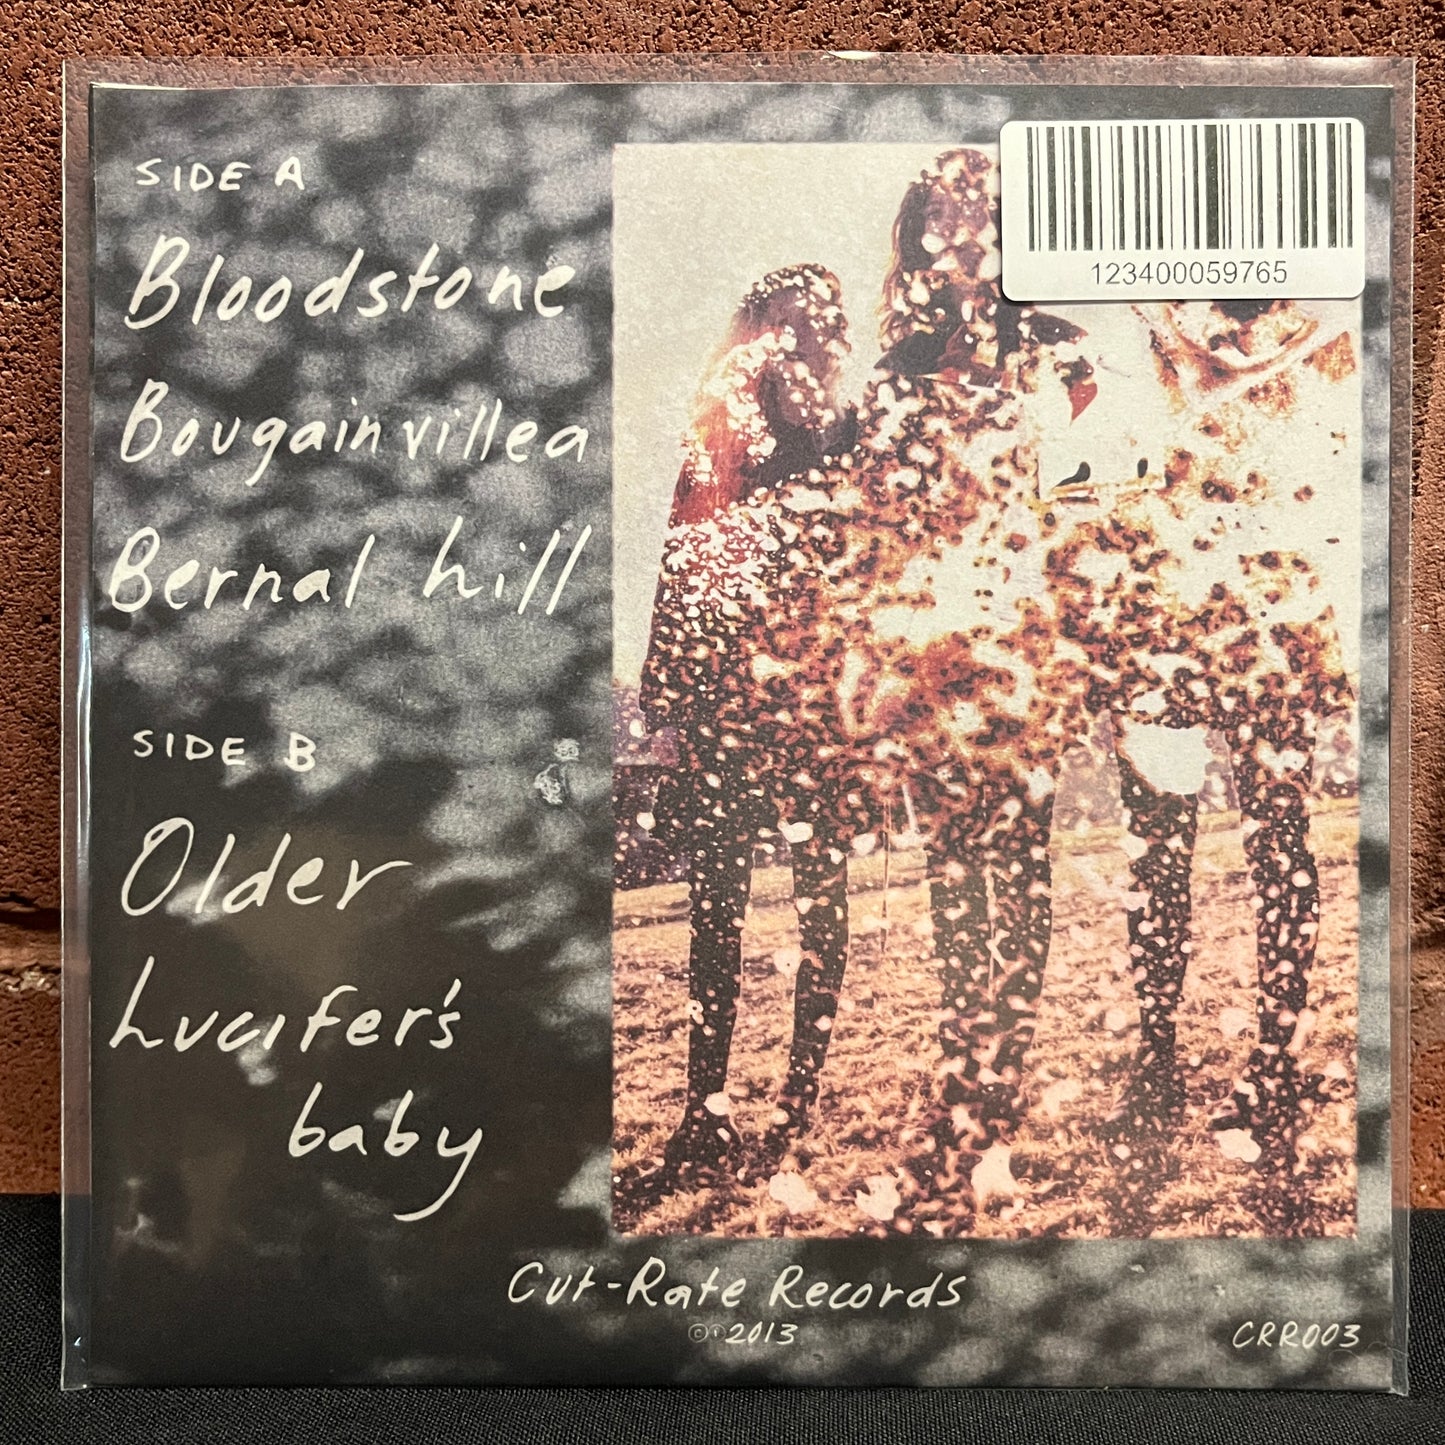 SIDE A
Bloodstone
Bougainvillea
Bernal hill
SIDE B
Older
Lucifer's
baby
Cut-Rate Records
©℗2013
CRR003
123400059765